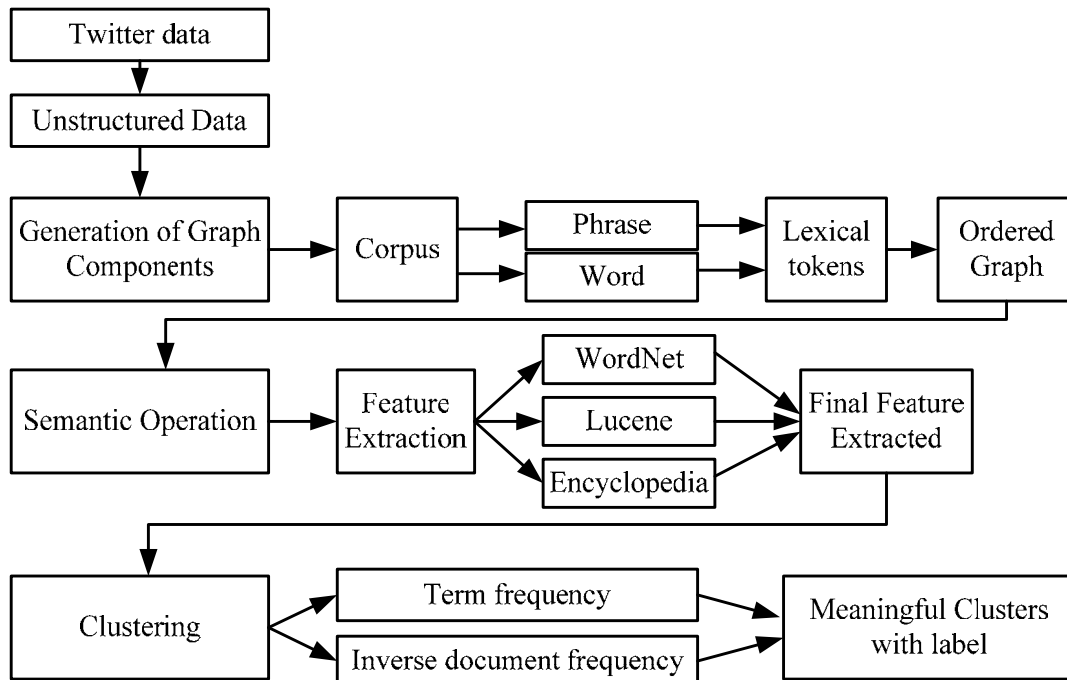 Twitter data
Unstructured Data
Generation of Graph
Components
Corpus
Phrase
Word
Lexical
tokens
Ordered
Graph
Semantic Operation
Feature
Extraction
WordNet
Lucene
Encyclopedia
Final Feature
Extracted
Clustering
Term frequency
Inverse document frequency
Meaningful Clusters
with label